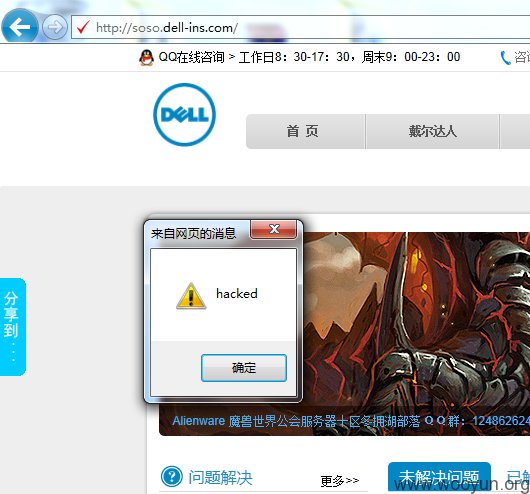 http://soso.dell-ins.com/
QQ在线咨询 > 工作日8：30-17：30，周末9：00-23：00
咨
DELL
首 页
戴尔达人
来自网页的消息
hacked
确定
分享到：
Alienware 魔兽世界公会服务器十区冬拥湖部落 ＱＱ群：124862624
问题解决
更多>>
未解决问题
已解
www.wooyun.org